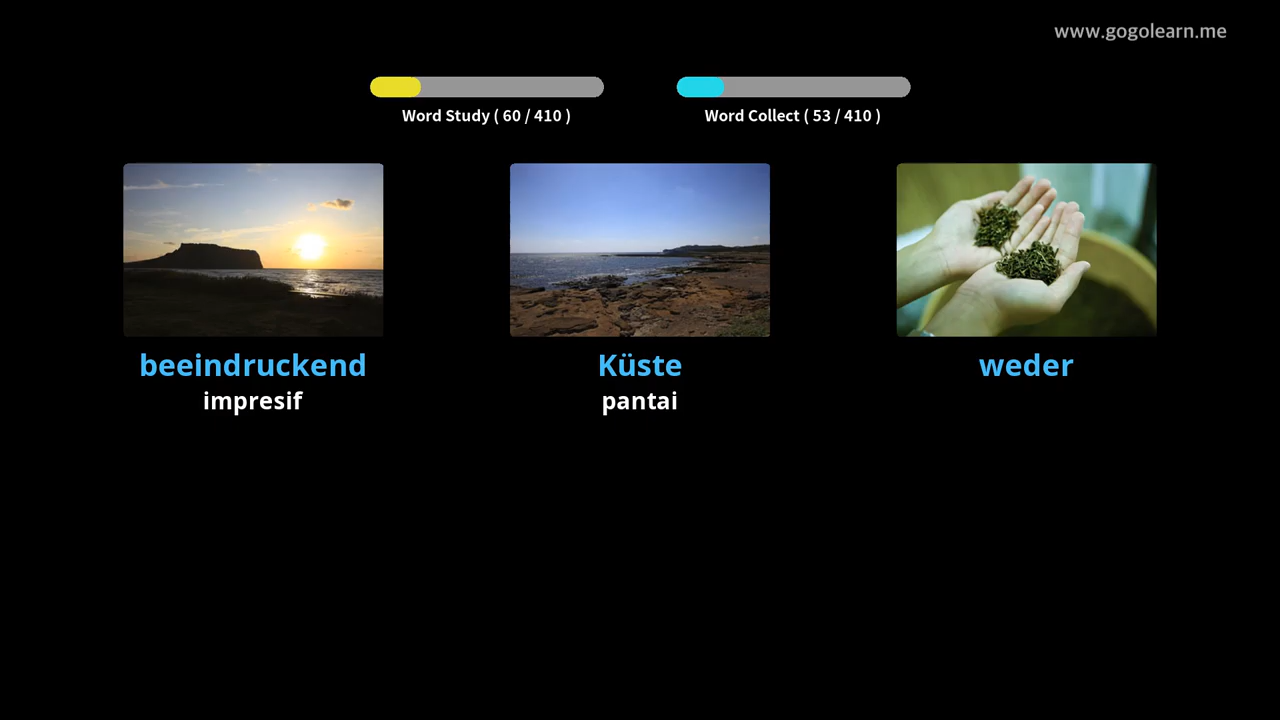 www.gogolearn.me
Word Study ( 60 / 410 )
Word Collect ( 53 / 410 )
beeindruckend
impresif
Küste
pantai
weder